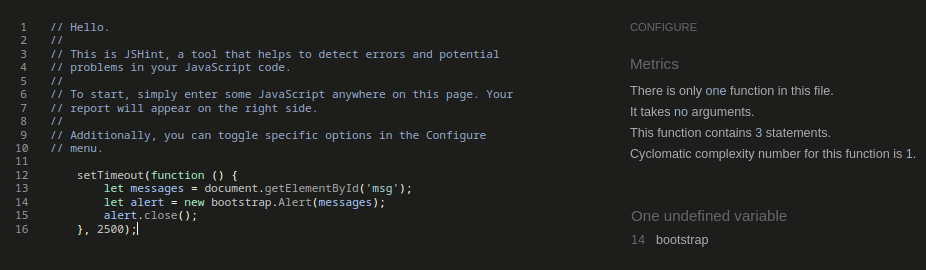 1 // Hello.
2 //
3 // This is JSHint, a tool that helps to detect errors and potential
4 // problems in your JavaScript code.
5 //
6 // To start, simply enter some JavaScript anywhere on this page. Your
7 // report will appear on the right side.
8 //
9 // Additionally, you can toggle specific options in the Configure
10 // menu.
11
12 setTimeout(function () {
13 let messages = document.getElementById('msg');
14 let alert = new bootstrap.Alert(messages);
15 alert.close();
16 }, 2500);
CONFIGURE
Metrics
There is only one function in this file.
It takes no arguments.
This function contains 3 statements.
Cyclomatic complexity number for this function is 1.
One undefined variable
14 bootstrap